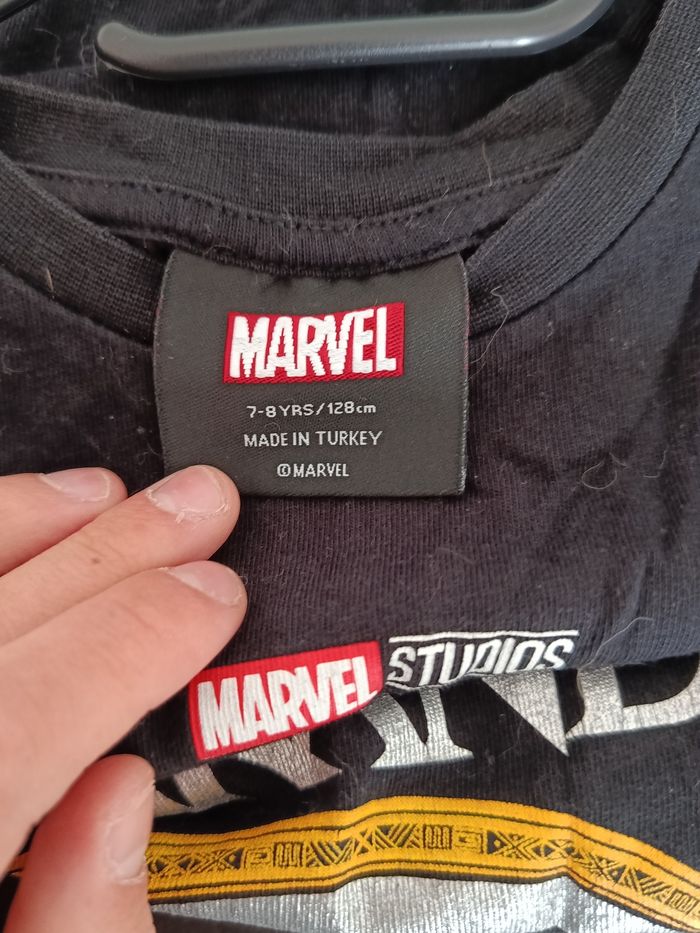 MARVEL
7-8 YRS/128cm
MADE IN TURKEY
©MARVEL
MARVEL STUDIOS